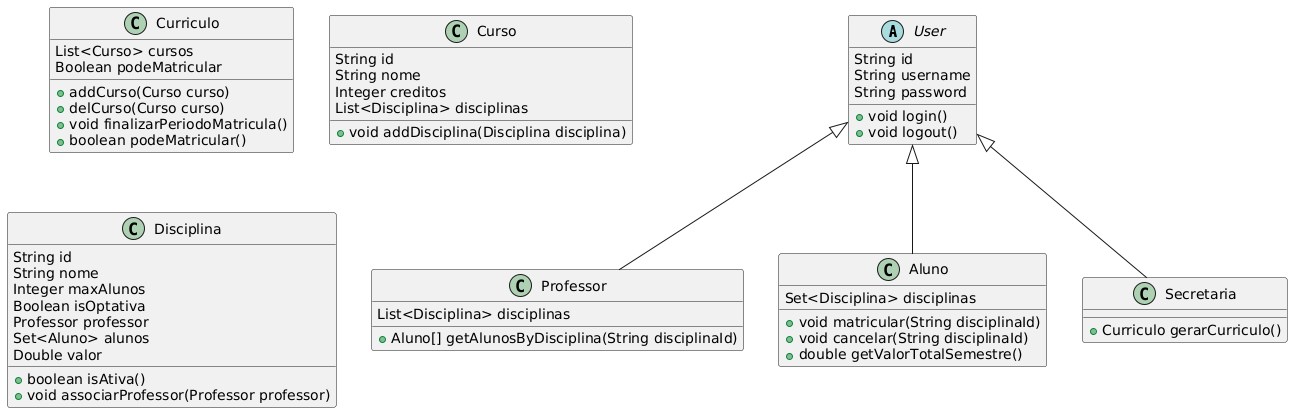 C Curriculo
List<Curso> cursos
Boolean podeMatricular
addCurso(Curso curso)
delCurso(Curso curso)
void finalizarPeriodoMatricula()
boolean podeMatricular()
C Curso
String id
String nome
Integer creditos
List<Disciplina> disciplinas
void addDisciplina(Disciplina disciplina)
A User
String id
String username
String password
void login()
void logout()
C Disciplina
String id
String nome
Integer maxAlunos
Boolean isOptativa
Professor professor
Set<Aluno> alunos
Double valor
boolean isAtiva()
void associarProfessor(Professor professor)
C Professor
List<Disciplina> disciplinas
Aluno[] getAlunosByDisciplina(String disciplinaId)
C Aluno
Set<Disciplina> disciplinas
void matricular(String disciplinaId)
void cancelar(String disciplinaId)
double getValorTotalSemestre()
C Secretaria
Curriculo gerarCurriculo()